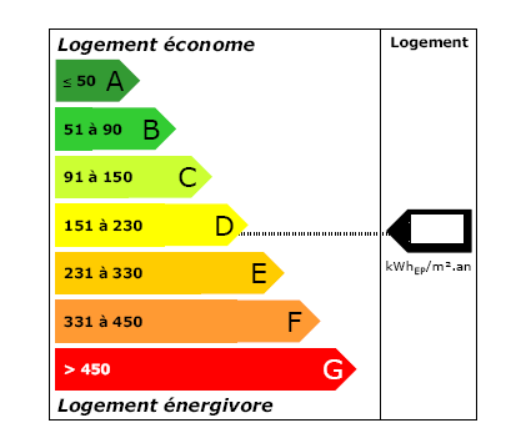 Logement économe
Logement
≤ 50 A
51 à 90 B
91 à 150 C
151 à 230 D
231 à 330 E
kWhEP/m².an
331 à 450 F
> 450 G
Logement énergivore